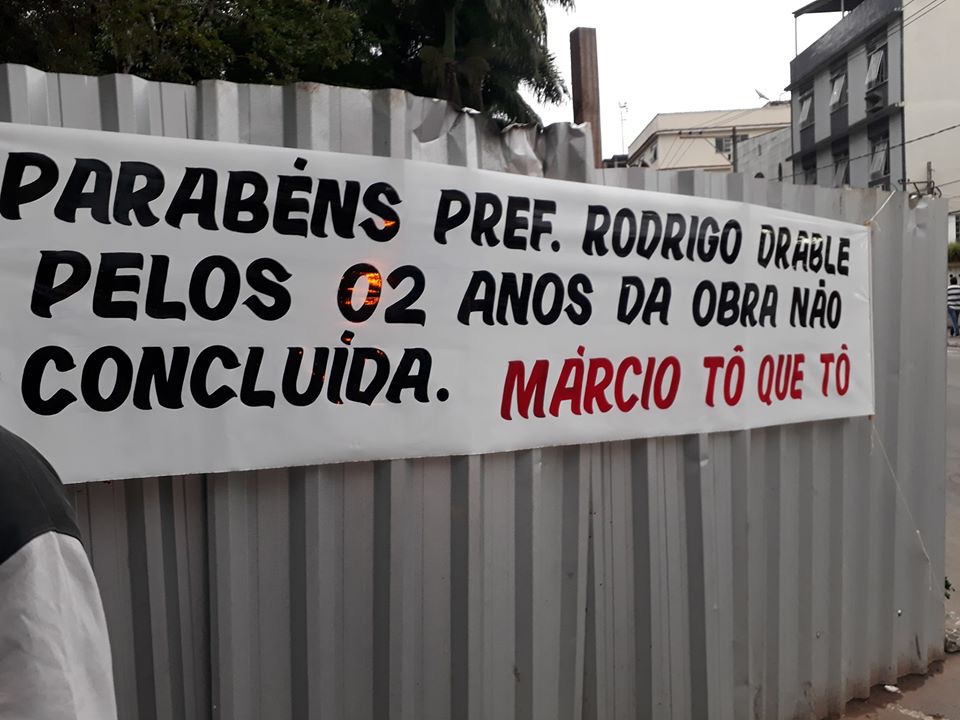 PARABÉNS PREF. RODRIGO DRABLE
PELOS 02 ANOS DA OBRA NÃO
CONCLUÍDA. MÁRCIO TÔ QUE TÔ